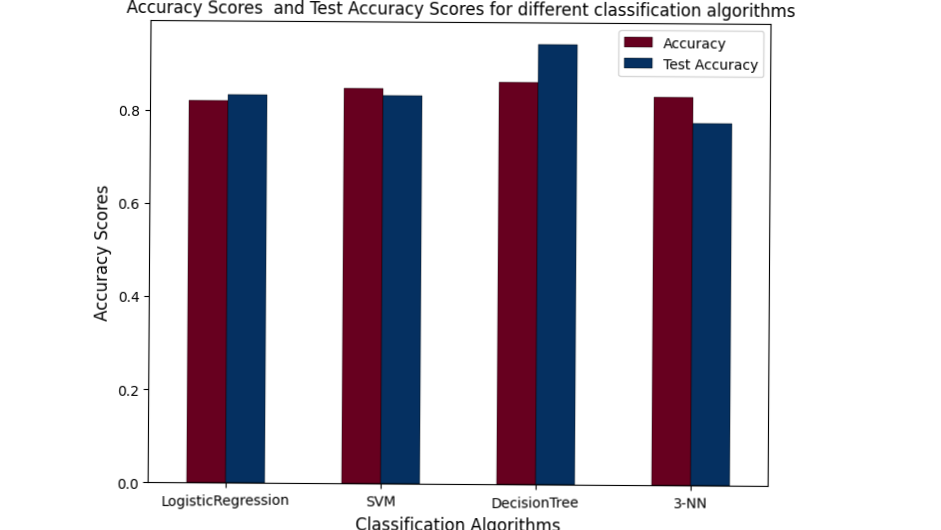 Accuracy Scores  and Test Accuracy Scores for different classification algorithms
Accuracy
Test Accuracy
Accuracy Scores
0.8
0.6
0.4
0.2
0.0
LogisticRegression
SVM
DecisionTree
3-NN
Classification Algorithms